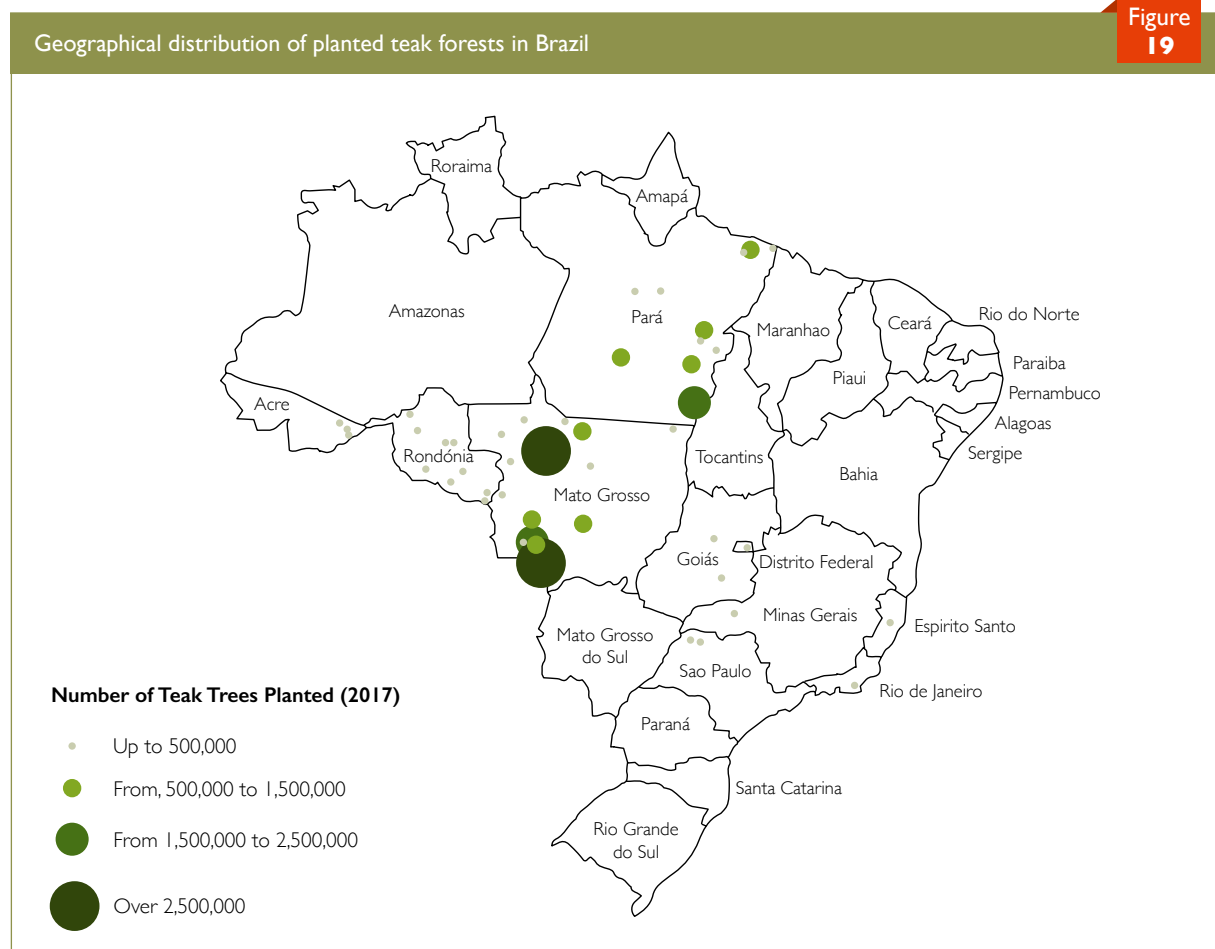 Figure
19
Geographical distribution of planted teak forests in Brazil
Roraima
Amapá
Amazonas
Pará
Maranhao
Ceará
Rio do Norte
Paraiba
Piaui
Pernambuco
Acre
Alagoas
Rondónia
Tocantins
Sergipe
Bahia
Mato Grosso
Goiás
Distrito Federal
Minas Gerais
Espirito Santo
Mato Grosso
do Sul
Sao Paulo
Rio de Janeiro
Paraná
Santa Catarina
Rio Grande
do Sul
Number of Teak Trees Planted (2017)
Up to 500,000
From, 500,000 to 1,500,000
From 1,500,000 to 2,500,000
Over 2,500,000